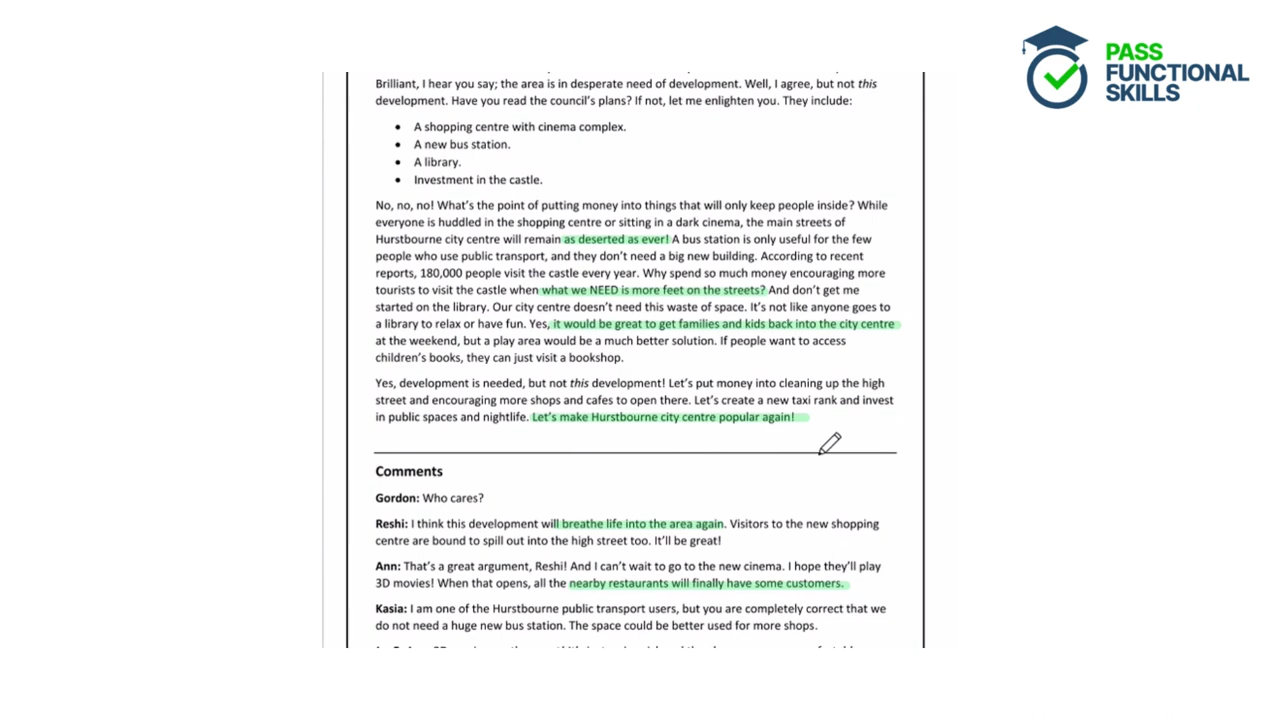 PASS
FUNCTIONAL
SKILLS
Brilliant, I hear you say; the area is in desperate need of development. Well, I agree, but not this
development. Have you read the council's plans? If not, let me enlighten you. They include:
• A shopping centre with cinema complex.
• A new bus station.
• A library.
• Investment in the castle.
No, no, no! What's the point of putting money into things that will only keep people inside? While
everyone is huddled in the shopping centre or sitting in a dark cinema, the main streets of
Hurstbourne city centre will remain as deserted as ever! A bus station is only useful for the few
people who use public transport, and they don't need a big new building. According to recent
reports, 180,000 people visit the castle every year. Why spend so much money encouraging more
tourists to visit the castle when what we NEED is more feet on the streets? And don't get me
started on the library. Our city centre doesn't need this waste of space. It's not like anyone goes to
a library to relax or have fun. Yes, it would be great to get families and kids back into the city centre
at the weekend, but a play area would be a much better solution. If people want to access
children's books, they can just visit a bookshop.
Yes, development is needed, but not this development! Let's put money into cleaning up the high
street and encouraging more shops and cafes to open there. Let's create a new taxi rank and invest
in public spaces and nightlife. Let's make Hurstbourne city centre popular again!
Comments
Gordon: Who cares?
Reshi: I think this development will breathe life into the area again. Visitors to the new shopping
centre are bound to spill out into the high street too. It'll be great!
Ann: That's a great argument, Reshi! And I can't wait to go to the new cinema. I hope they'll play
3D movies! When that opens, all the nearby restaurants will finally have some customers.
Kasia: I am one of the Hurstbourne public transport users, but you are completely correct that we
do not need a huge new bus station. The space could be better used for more shops.